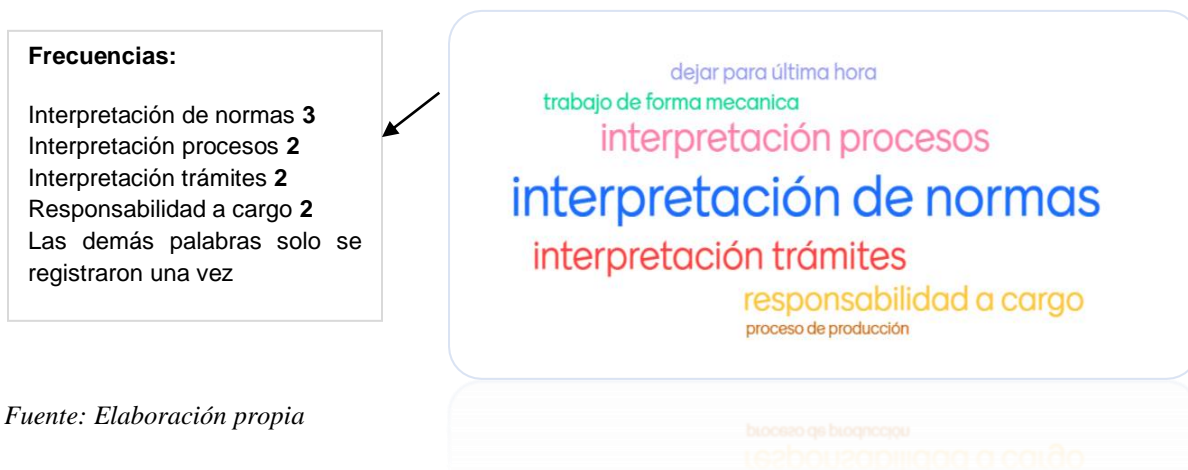 Frecuencias:
Interpretación de normas 3
Interpretación procesos 2
Interpretación trámites 2
Responsabilidad a cargo 2
Las demás palabras solo se
registraron una vez
dejar para última hora
trabajo de forma mecanica
interpretación procesos
interpretación de normas
interpretación trámites
responsabilidad a cargo
proceso de producción
Fuente: Elaboración propia